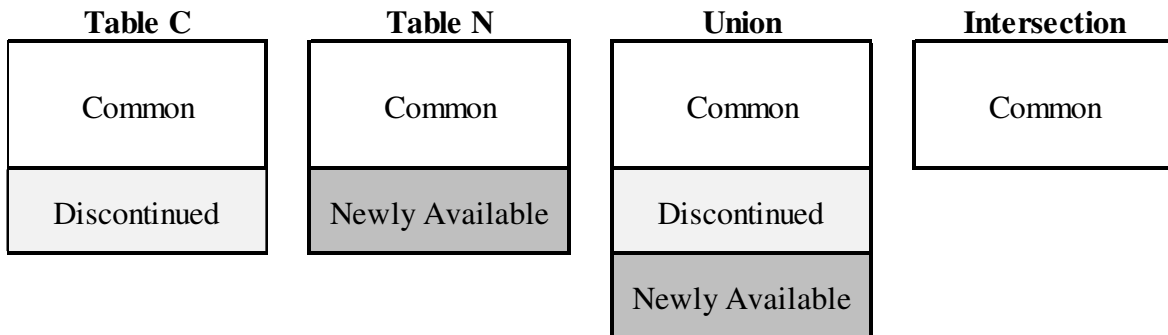 Table C Table N Union Intersection
Common Common Common Common
Discontinued Newly Available Discontinued
Newly Available